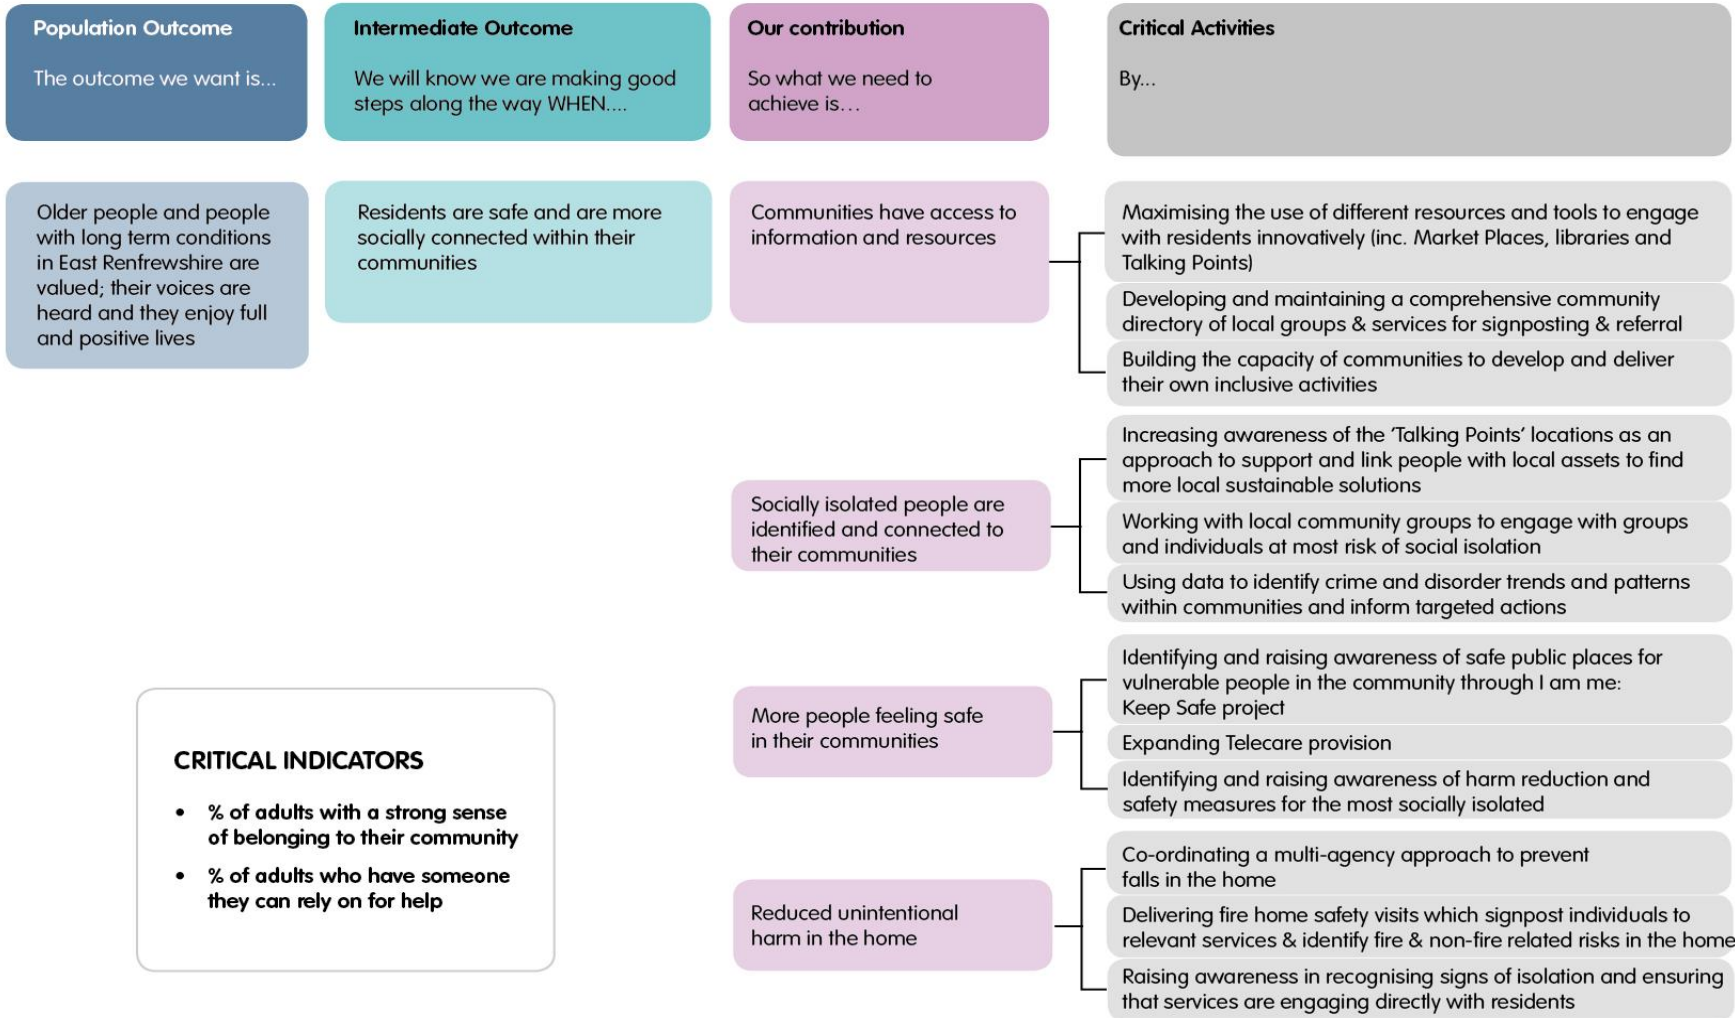 Population Outcome
The outcome we want is...
Intermediate Outcome
We will know we are making good
steps along the way WHEN....
Our contribution
So what we need to
achieve is...
Critical Activities
By...
Older people and people
with long term conditions
in East Renfrewshire are
valued; their voices are
heard and they enjoy full
and positive lives
Residents are safe and are more
socially connected within their
communities
Communities have access to
information and resources
Maximising the use of different resources and tools to engage
with residents innovatively (inc. Market Places, libraries and
Talking Points)
Developing and maintaining a comprehensive community
directory of local groups & services for signposting & referral
Building the capacity of communities to develop and deliver
their own inclusive activities
Socially isolated people are
identified and connected to
their communities
Increasing awareness of the 'Talking Points' locations as an
approach to support and link people with local assets to find
more local sustainable solutions
Working with local community groups to engage with groups
and individuals at most risk of social isolation
Using data to identify crime and disorder trends and patterns
within communities and inform targeted actions
More people feeling safe
in their communities
Identifying and raising awareness of safe public places for
vulnerable people in the community through I am me:
Keep Safe project
Expanding Telecare provision
Identifying and raising awareness of harm reduction and
safety measures for the most socially isolated
Reduced unintentional
harm in the home
Co-ordinating a multi-agency approach to prevent
falls in the home
Delivering fire home safety visits which signpost individuals to
relevant services & identify fire & non-fire related risks in the home
Raising awareness in recognising signs of isolation and ensuring
that services are engaging directly with residents
CRITICAL INDICATORS
• % of adults with a strong sense
of belonging to their community
• % of adults who have someone
they can rely on for help